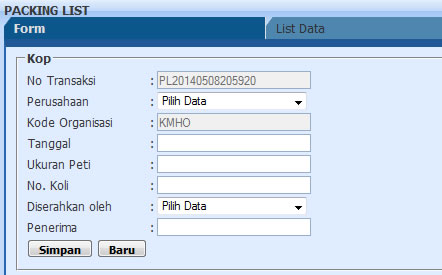 PACKING LIST
Form List Data
Kop
No Transaksi : PL20140508205920
Perusahaan : Pilih Data
Kode Organisasi : KMHO
Tanggal :
Ukuran Peti :
No. Koli :
Diserahkan oleh : Pilih Data
Penerima :
Simpan Baru